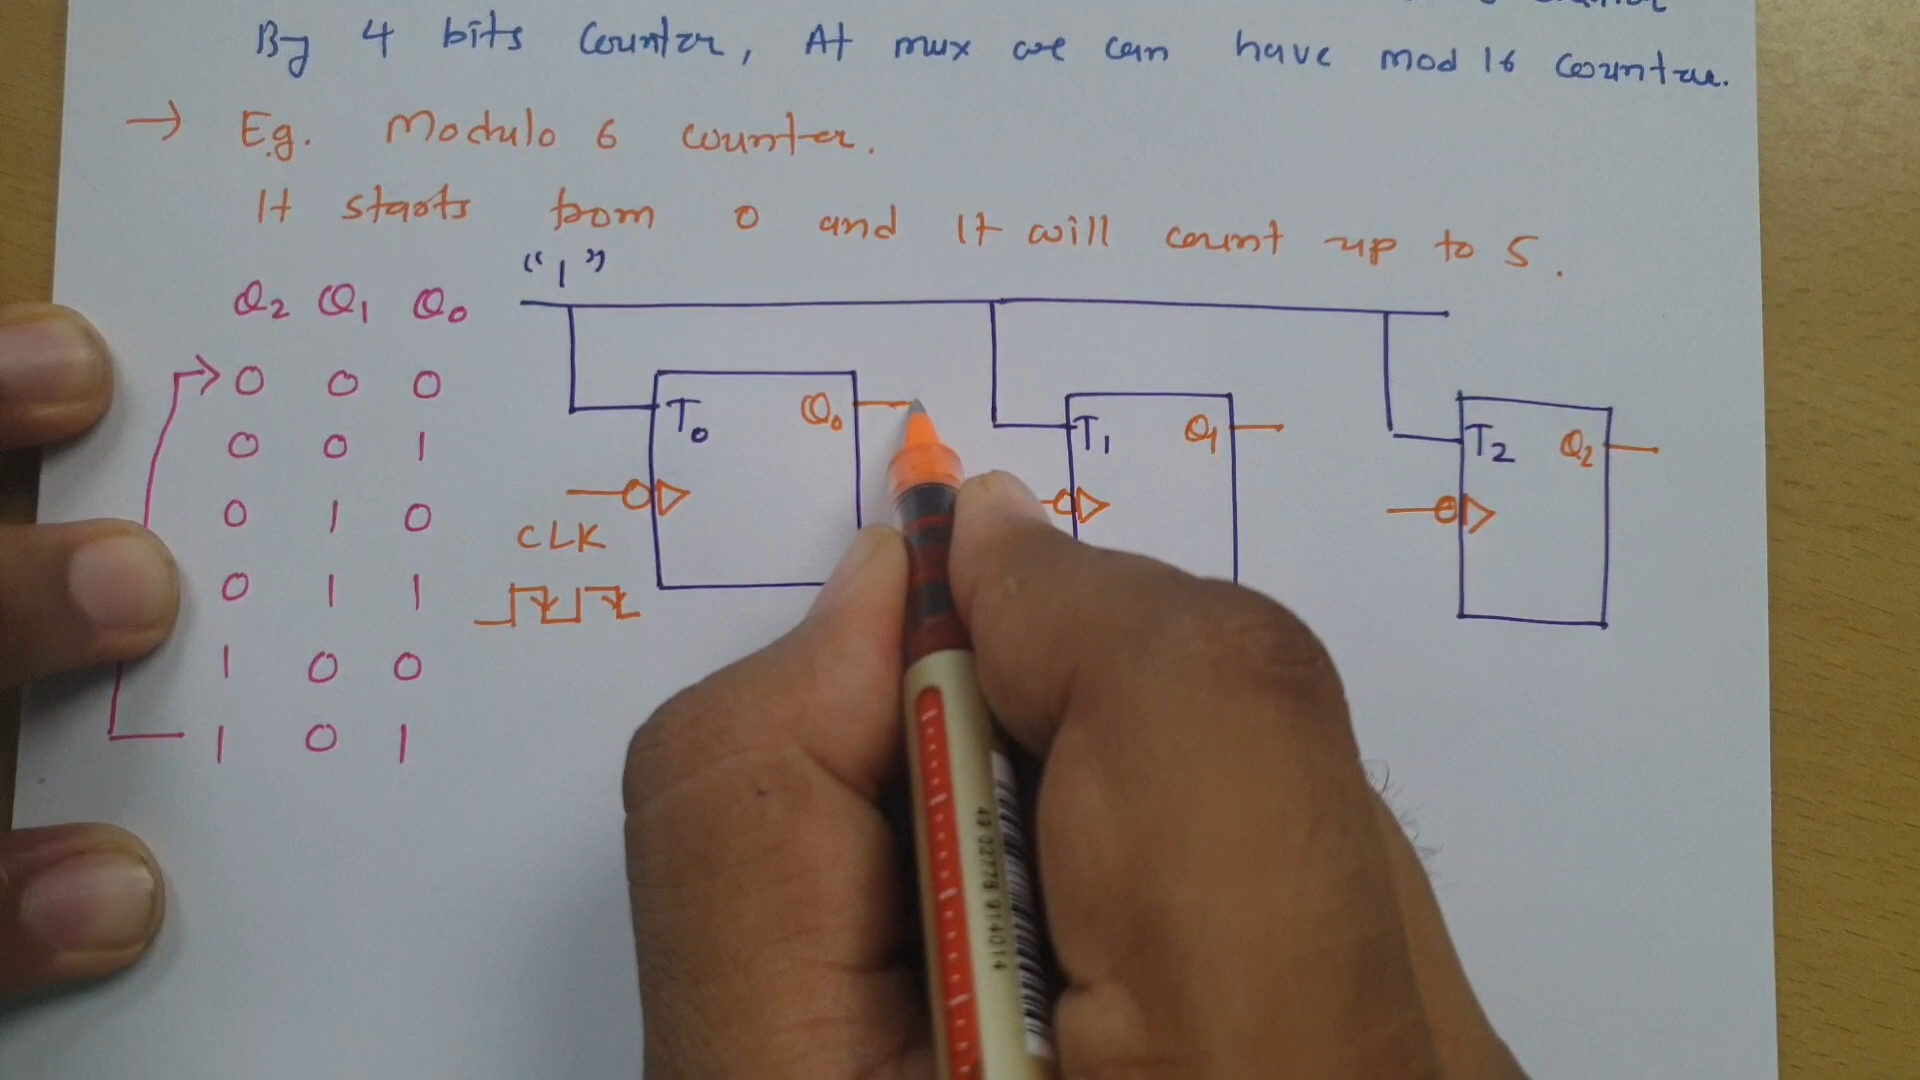 By 4 bits Counter, At mux we can have mod 16 counter.
→ E.g. Modulo 6 counter.
It starts from 0 and It will count up to 5.
"1"
Q2 Q1 Q0
0 0 0
0 0 1
0 1 0
0 1 1
1 0 0
1 0 1
T0 Q0
CLK
T1 Q1
T2 Q2